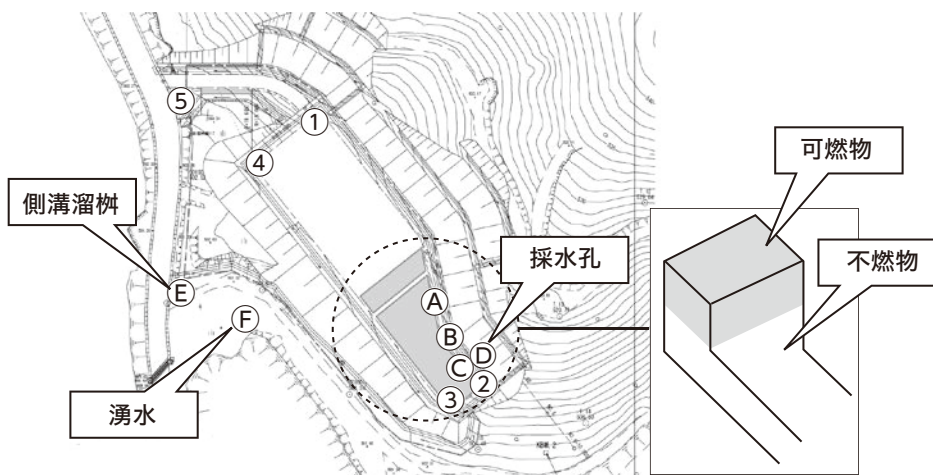 ⑤
①
④
側溝溜桝
可燃物
不燃物
採水孔
Ⓔ
Ⓕ
Ⓐ
Ⓑ
Ⓓ
Ⓒ
②
③
湧水